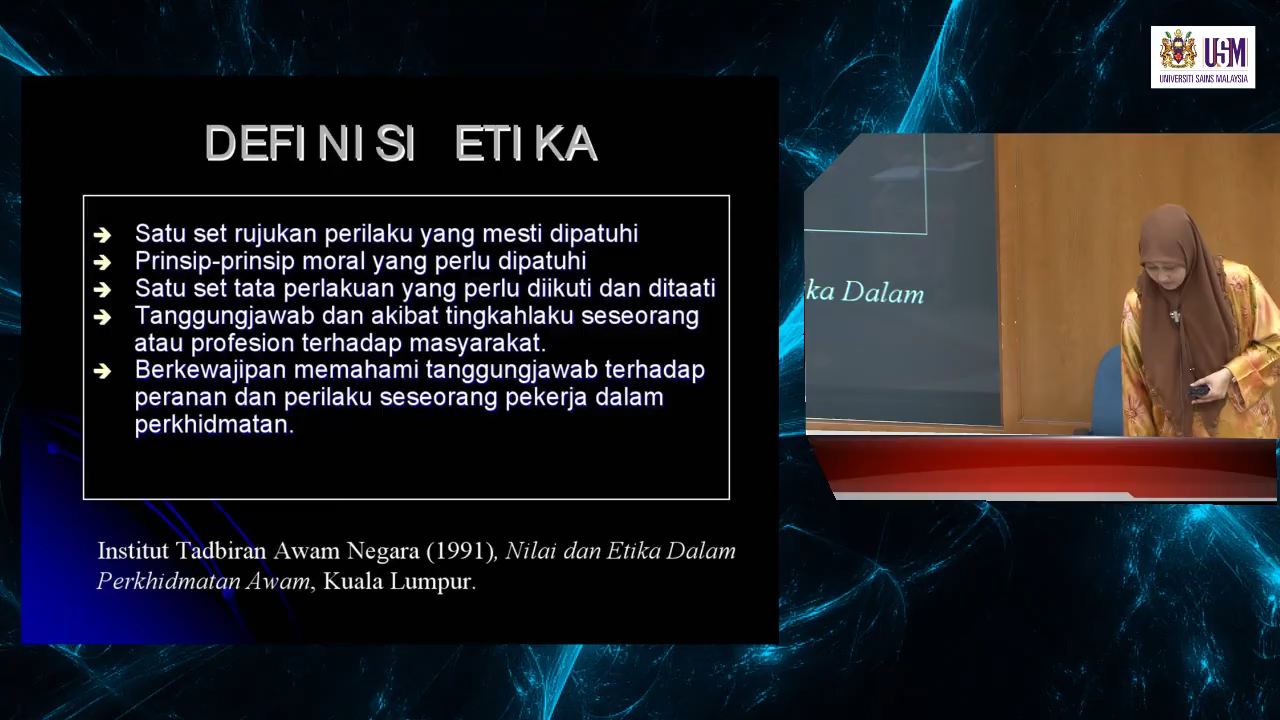 USM
UNIVERSITI SAINS MALAYSIA
DEFINISI ETIKA
Satu set rujukan perilaku yang mesti dipatuhi
Prinsip-prinsip moral yang perlu dipatuhi
Satu set tata perlakuan yang perlu diikuti dan ditaati
Tanggungjawab dan akibat tingkahlaku seseorang
atau profesion terhadap masyarakat.
Berkewajipan memahami tanggungjawab terhadap
peranan dan perilaku seseorang pekerja dalam
perkhidmatan.
Institut Tadbiran Awam Negara (1991), Nilai dan Etika Dalam
Perkhidmatan Awam, Kuala Lumpur.
ka Dalam